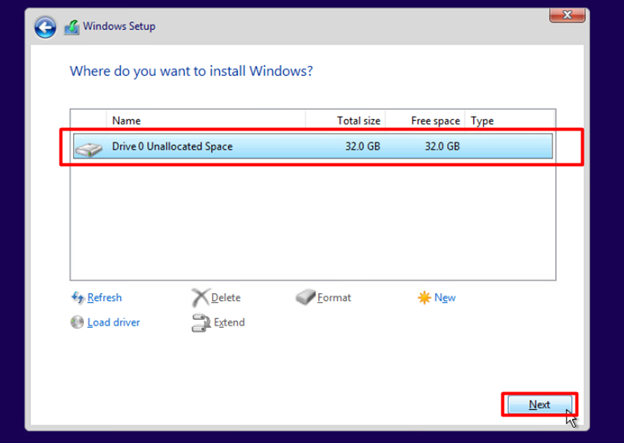 Windows Setup
Where do you want to install Windows?
Name Total size Free space Type
Drive 0 Unallocated Space 32.0 GB 32.0 GB
Refresh Delete Format New
Load driver Extend
Next